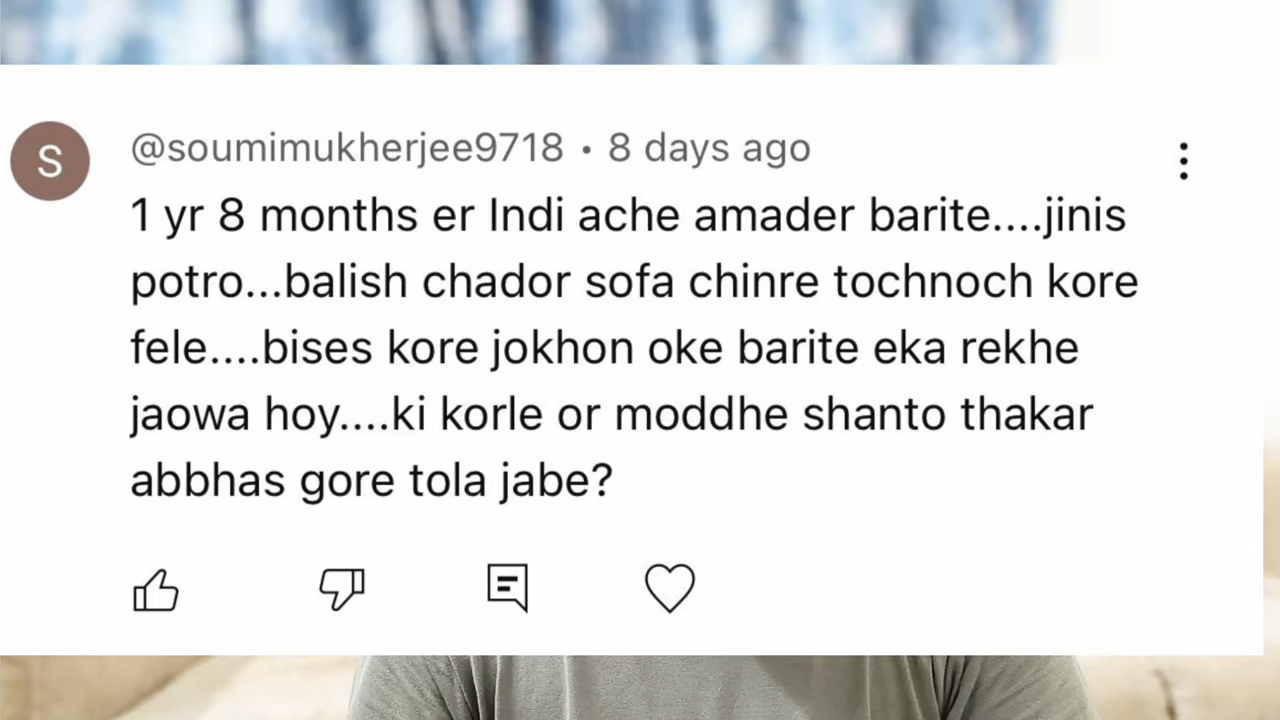 S
@soumimukherjee9718 • 8 days ago
1 yr 8 months er Indi ache amader barite....jinis
potro...balish chador sofa chinre tochnoch kore
fele....bises kore jokhon oke barite eka rekhe
jaowa hoy....ki korle or moddhe shanto thakar
abbhas gore tola jabe?